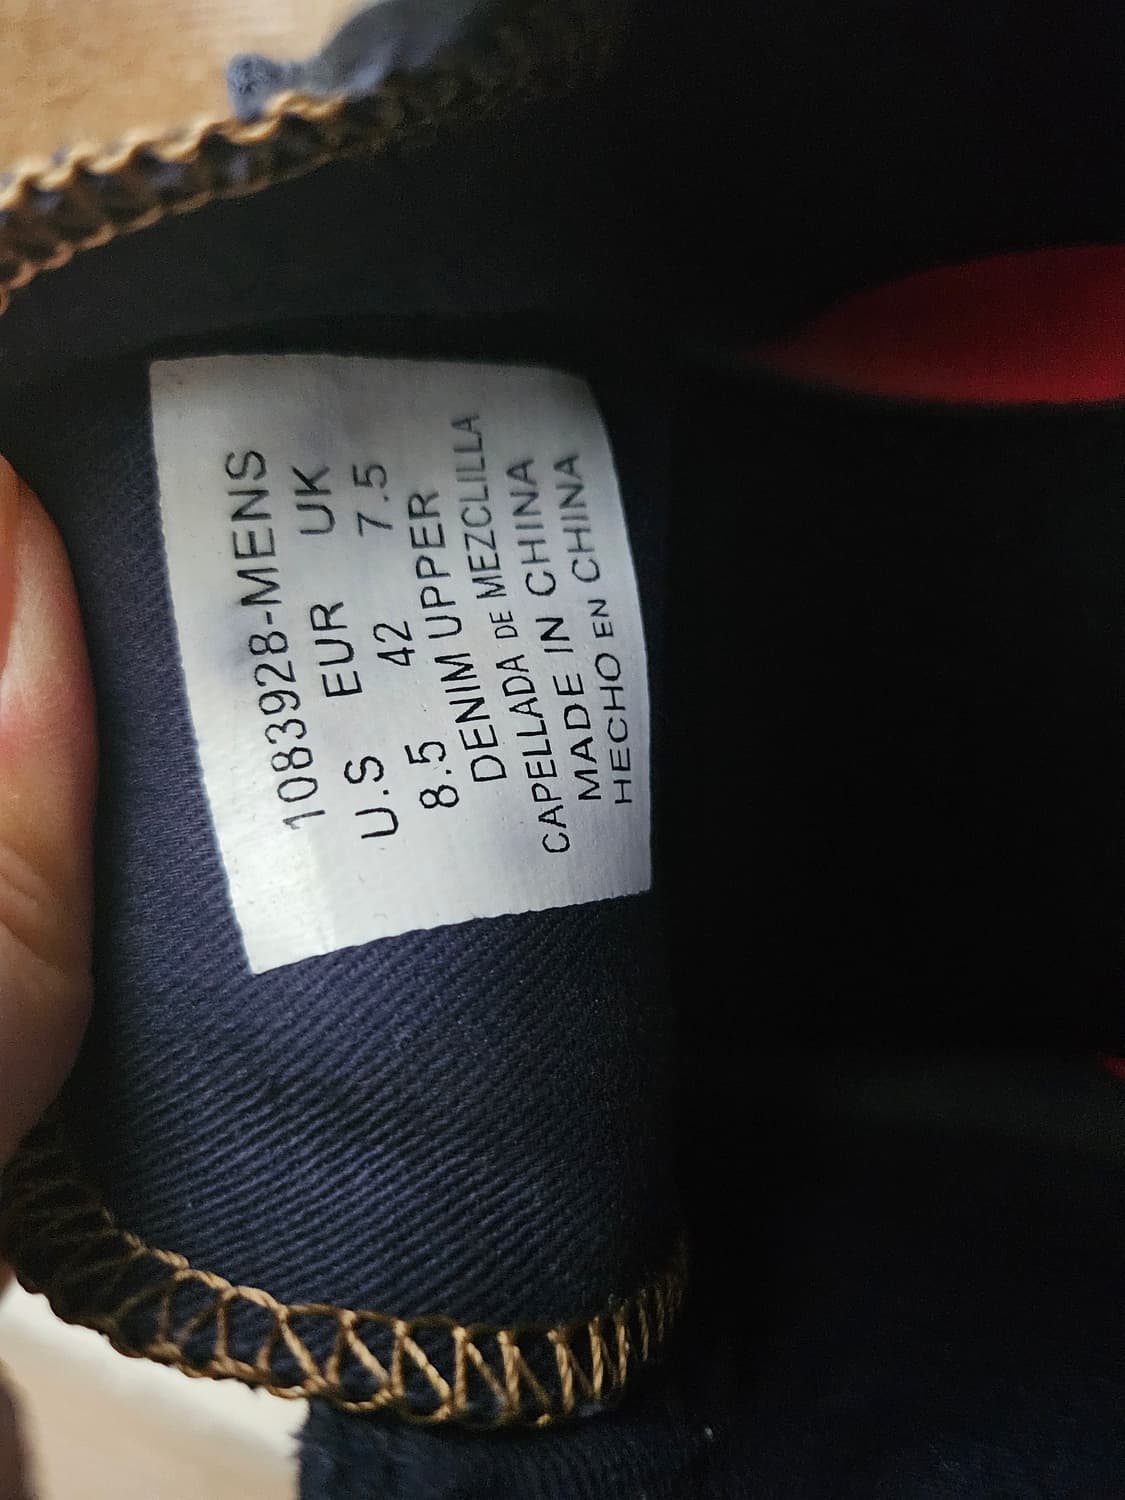 1083928-MENS
U.S EUR UK
8.5 42 7.5
DENIM UPPER
CAPELLADA DE MEZCLILLA
MADE IN CHINA
HECHO EN CHINA